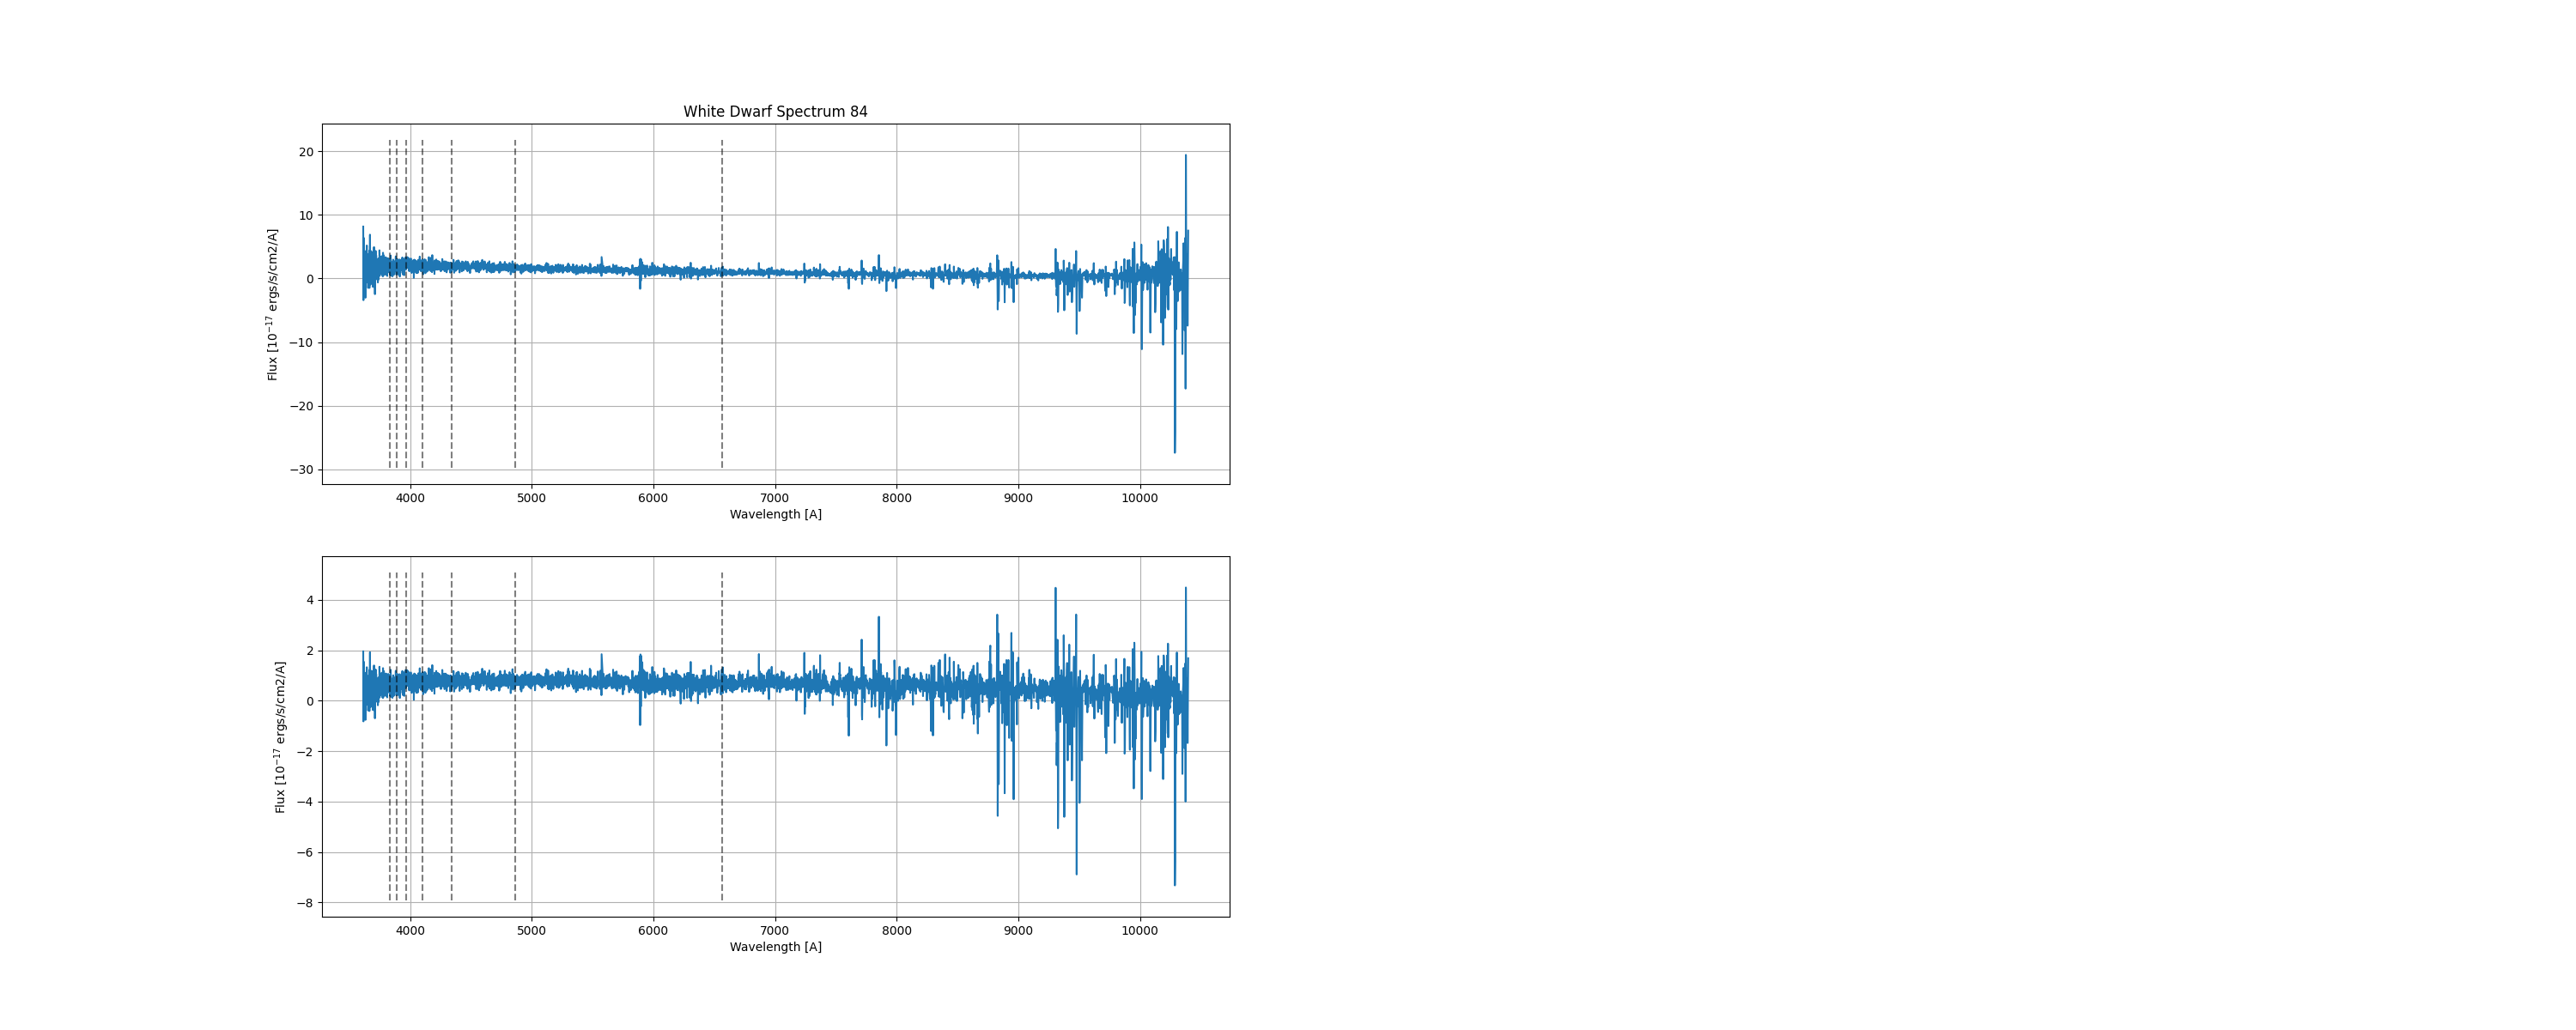 White Dwarf Spectrum 84
20
10
0
−10
−20
−30
Flux [10⁻¹⁷ ergs/s/cm2/A]
4000 5000 6000 7000 8000 9000 10000
Wavelength [A]
4
2
0
−2
−4
−6
−8
Flux [10⁻¹⁷ ergs/s/cm2/A]
4000 5000 6000 7000 8000 9000 10000
Wavelength [A]